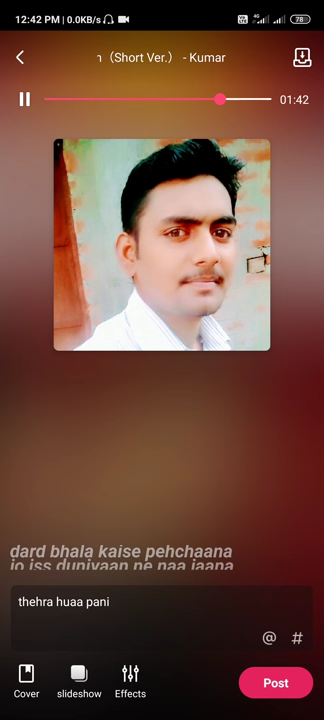 12:42 PM | 0.0KB/s
78
(Short Ver.) - Kumar
01:42
dard bhala kaise pehchaana
jo iss duniyaan ne naa jaana
thehra huaa pani
@ #
Cover slideshow Effects Post